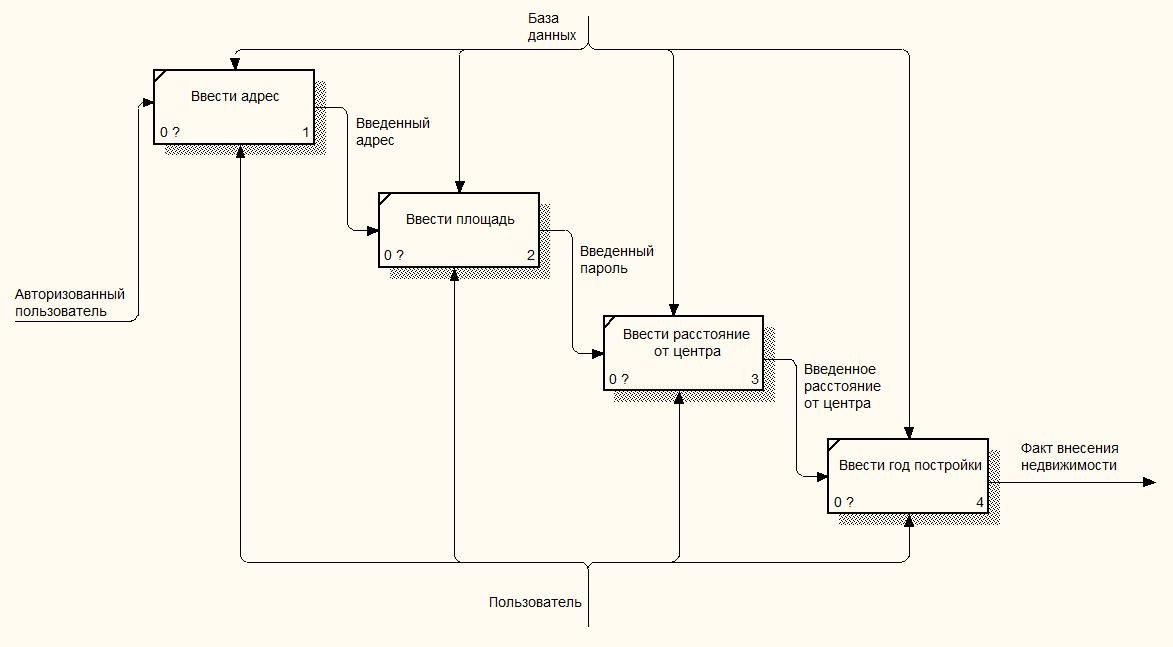 База
данных
Ввести адрес
0 ?
1
Введенный
адрес
Ввести площадь
0 ?
2
Введенный
пароль
Авторизованный
пользователь
Ввести расстояние
от центра
0 ?
3
Введенное
расстояние
от центра
Ввести год постройки
0 ?
4
Факт внесения
недвижимости
Пользователь